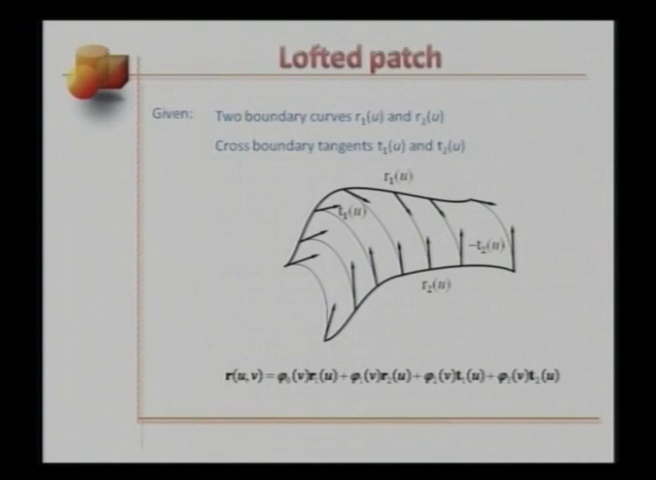 Lofted patch
Given: Two boundary curves r₁(u) and r₂(u)
Cross boundary tangents t₁(u) and t₂(u)
r₁(u)
t₁(u)
−t₂(u)
r₂(u)
r(u,v) = φ₀(v)r₁(u) + φ₁(v)r₂(u) + φ₂(v)t₁(u) + φ₃(v)t₂(u)